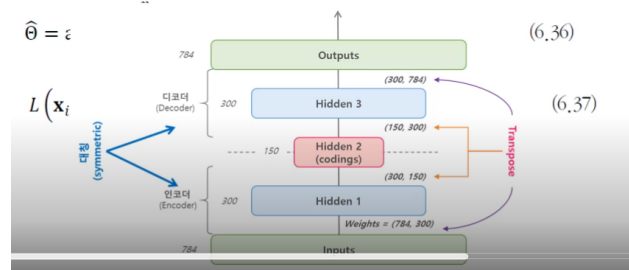 Θ̂ = a
(6.36)
784
Outputs
(300, 784)
디코더
(Decoder)
300
Hidden 3
L(x_i
(6.37)
(150, 300)
대칭
(symmetric)
150
Hidden 2
(codings)
Transpose
(300, 150)
인코더
(Encoder)
300
Hidden 1
Weights = (784, 300)
784
Inputs